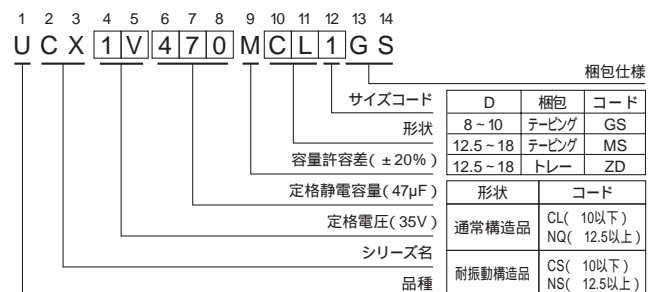 1 2 3 4 5 6 7 8 9 10 11 12 13 14
U C X 1 V 4 7 0 M C L 1 G S
梱包仕様
サイズコード
形状
容量許容差( ±20% )
定格静電容量( 47µF )
定格電圧( 35V )
シリーズ名
品種
D 梱包 コード
8 ~ 10 テーピング GS
12.5 ~ 18 テーピング MS
12.5 ~ 18 トレー ZD
形状 コード
通常構造品 CL( 10以下 )
NQ( 12.5以上 )
耐振動構造品 CS( 10以下 )
NS( 12.5以上 )